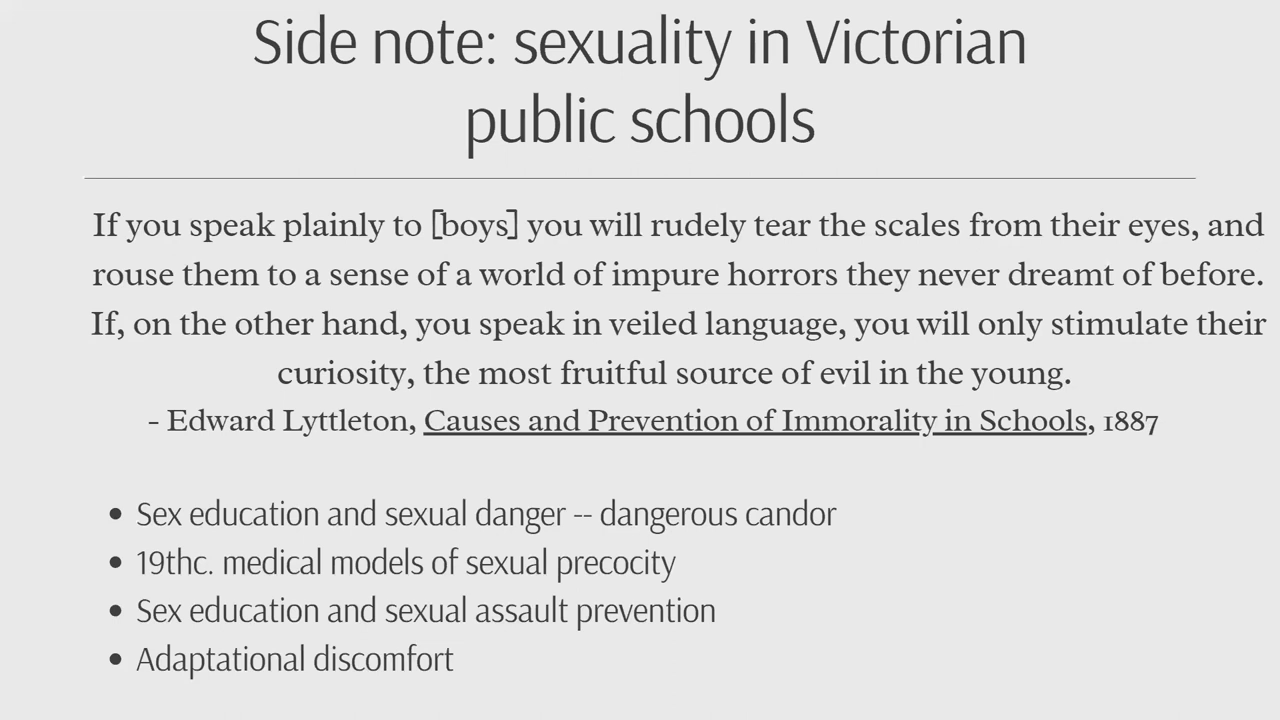 Side note: sexuality in Victorian
public schools
If you speak plainly to [boys] you will rudely tear the scales from their eyes, and
rouse them to a sense of a world of impure horrors they never dreamt of before.
If, on the other hand, you speak in veiled language, you will only stimulate their
curiosity, the most fruitful source of evil in the young.
- Edward Lyttleton, Causes and Prevention of Immorality in Schools, 1887
• Sex education and sexual danger -- dangerous candor
• 19thc. medical models of sexual precocity
• Sex education and sexual assault prevention
• Adaptational discomfort